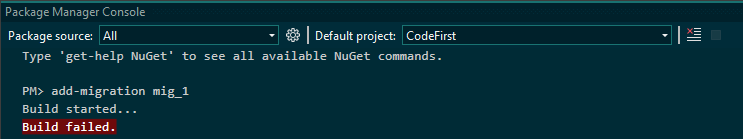 Package Manager Console
Package source: All Default project: CodeFirst
Type 'get-help NuGet' to see all available NuGet commands.
PM> add-migration mig_1
Build started...
Build failed.